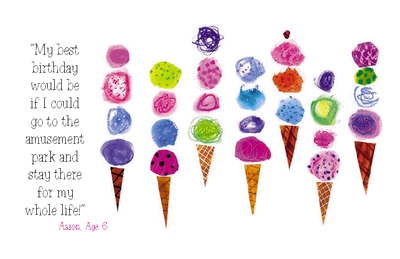 "My best
birthday
would be
if I could
go to the
amusement
park and
stay there
for my
whole life!"
Aaron, Age 6